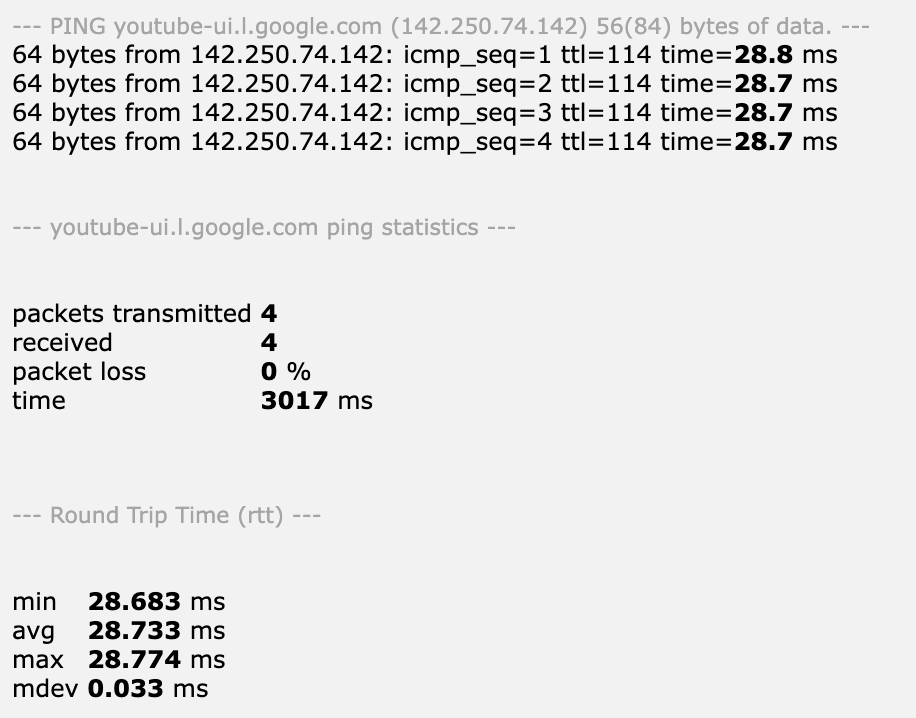 --- PING youtube-ui.l.google.com (142.250.74.142) 56(84) bytes of data. ---
64 bytes from 142.250.74.142: icmp_seq=1 ttl=114 time=28.8 ms
64 bytes from 142.250.74.142: icmp_seq=2 ttl=114 time=28.7 ms
64 bytes from 142.250.74.142: icmp_seq=3 ttl=114 time=28.7 ms
64 bytes from 142.250.74.142: icmp_seq=4 ttl=114 time=28.7 ms
--- youtube-ui.l.google.com ping statistics ---
packets transmitted 4
received 4
packet loss 0 %
time 3017 ms
--- Round Trip Time (rtt) ---
min 28.683 ms
avg 28.733 ms
max 28.774 ms
mdev 0.033 ms